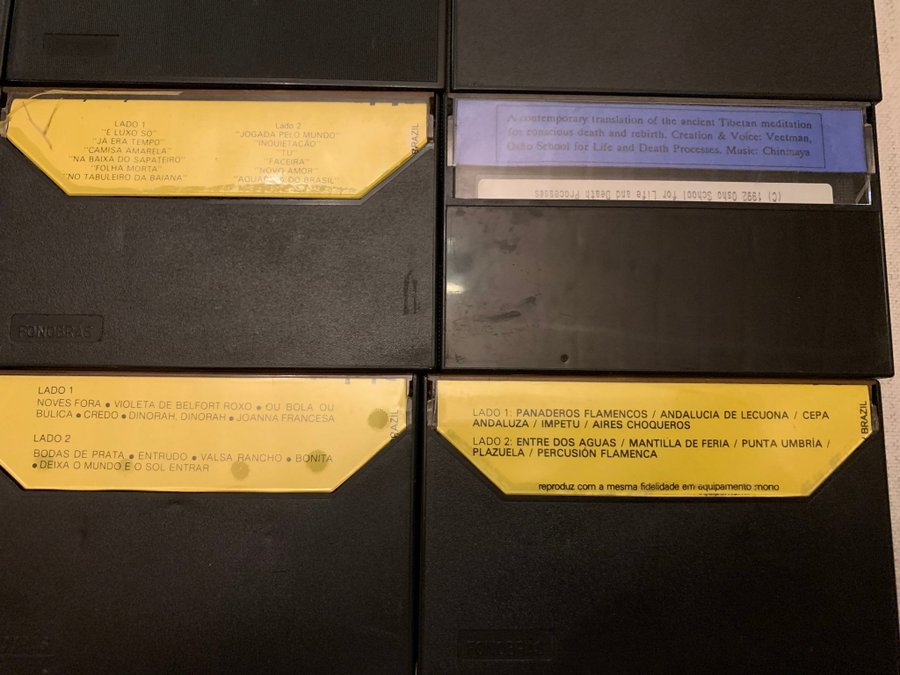 LADO 1
"É LUXO SÓ"
"JÁ ERA TEMPO"
"CAMISA AMARELA"
"NA BAIXA DO SAPATEIRO"
"FOLHA MORTA"
"NO TABULEIRO DA BAIANA"
LADO 2
"JOGADA PELO MUNDO"
"INQUIETAÇÃO"
"TU"
"FACEIRA"
"NOVO AMOR"
"AQUARELA DO BRASIL"
BRAZIL
FONOBRÁS
A contemporary translation of the ancient Tibetan meditation
for conscious death and rebirth. Creation & Voice: Veetman,
Osho School for Life and Death Processes. Music: Chinmaya
(C) 1992 Osho School for Life and Death Processes
LADO 1
NOVES FORA ● VIOLETA DE BELFORT ROXO ● OU BOLA OU
BULICA ● CREDO ● DINORAH, DINORAH ● JOANNA FRANCESA
LADO 2
BODAS DE PRATA ● ENTRUDO ● VALSA RANCHO ● BONITA
● DEIXA O MUNDO E O SOL ENTRAR
BRAZIL
LADO 1: PANADEROS FLAMENCOS / ANDALUCIA DE LECUONA / CEPA
ANDALUZA / IMPETU / AIRES CHOQUEROS
LADO 2: ENTRE DOS AGUAS / MANTILLA DE FERIA / PUNTA UMBRÌA /
PLAZUELA / PERCUSIÓN FLAMENCA
reproduz com a mesma fidelidade em equipamento mono
BRAZIL
FONOBRÁS